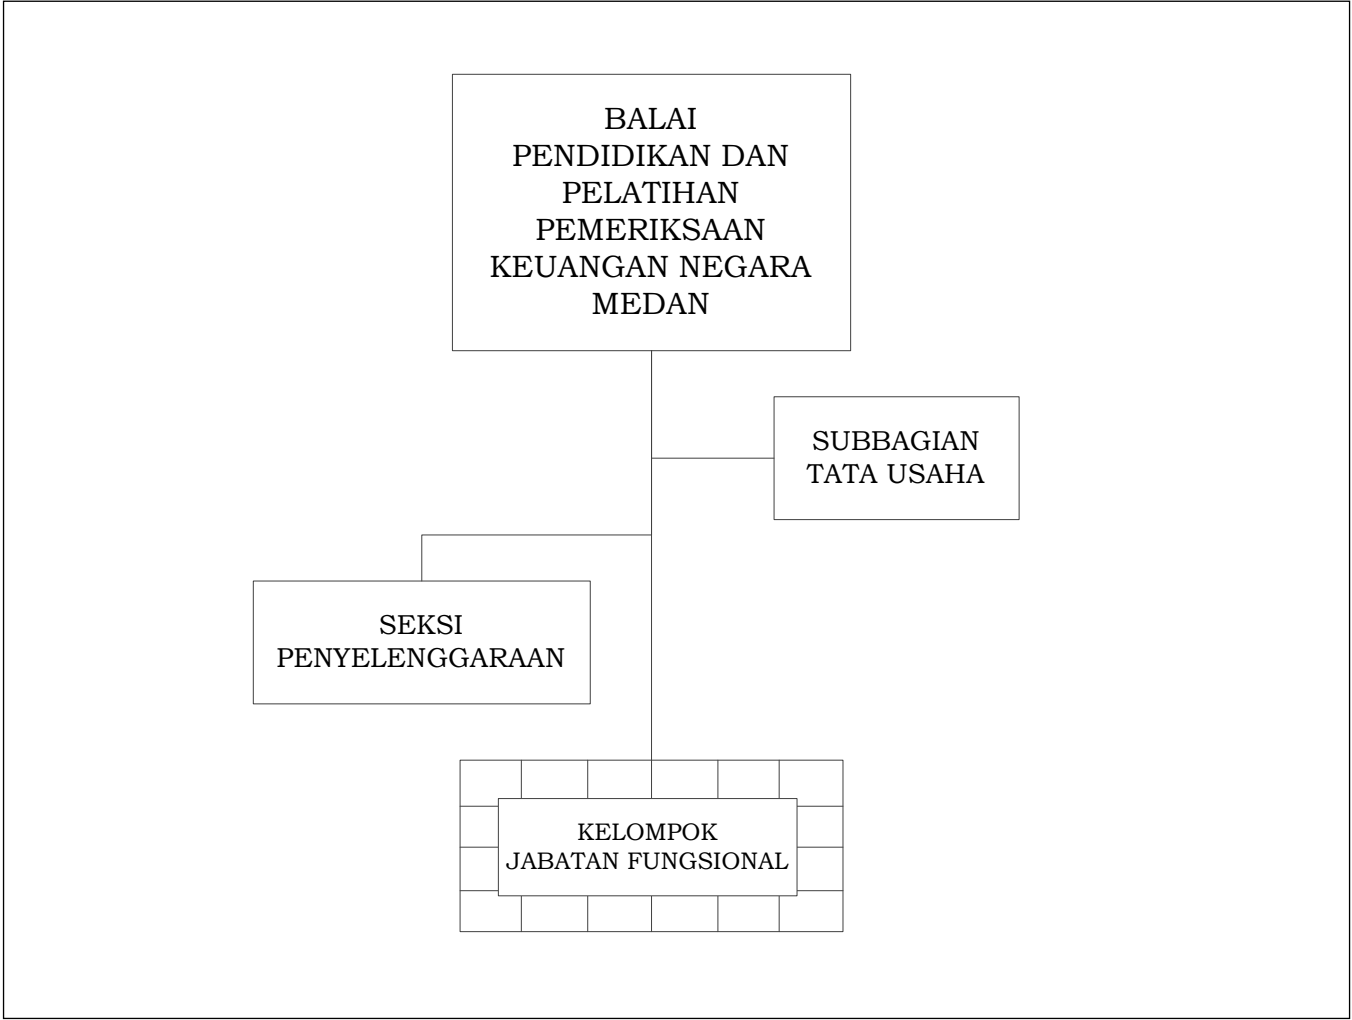 BALAI
PENDIDIKAN DAN
PELATIHAN
PEMERIKSAAN
KEUANGAN NEGARA
MEDAN
SUBBAGIAN
TATA USAHA
SEKSI
PENYELENGGARAAN
KELOMPOK
JABATAN FUNGSIONAL